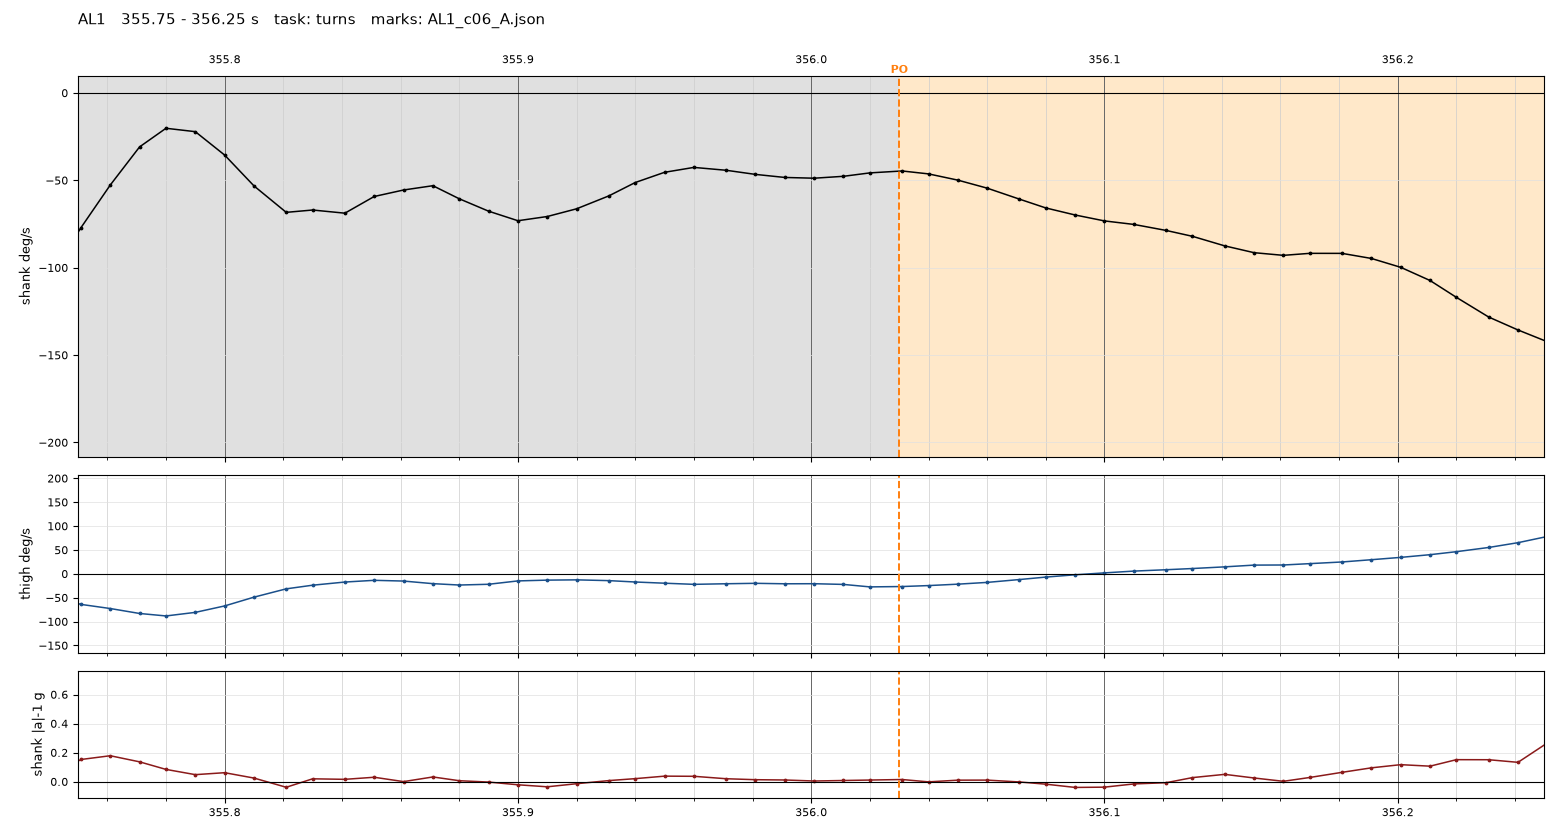 AL1   355.75 - 356.25 s   task: turns   marks: AL1_c06_A.json
355.8 355.9 356.0 356.1 356.2
PO
shank deg/s
0
−50
−100
−150
−200
thigh deg/s
200
150
100
50
0
−50
−100
−150
shank |a|-1 g
0.6
0.4
0.2
0.0
355.8 355.9 356.0 356.1 356.2